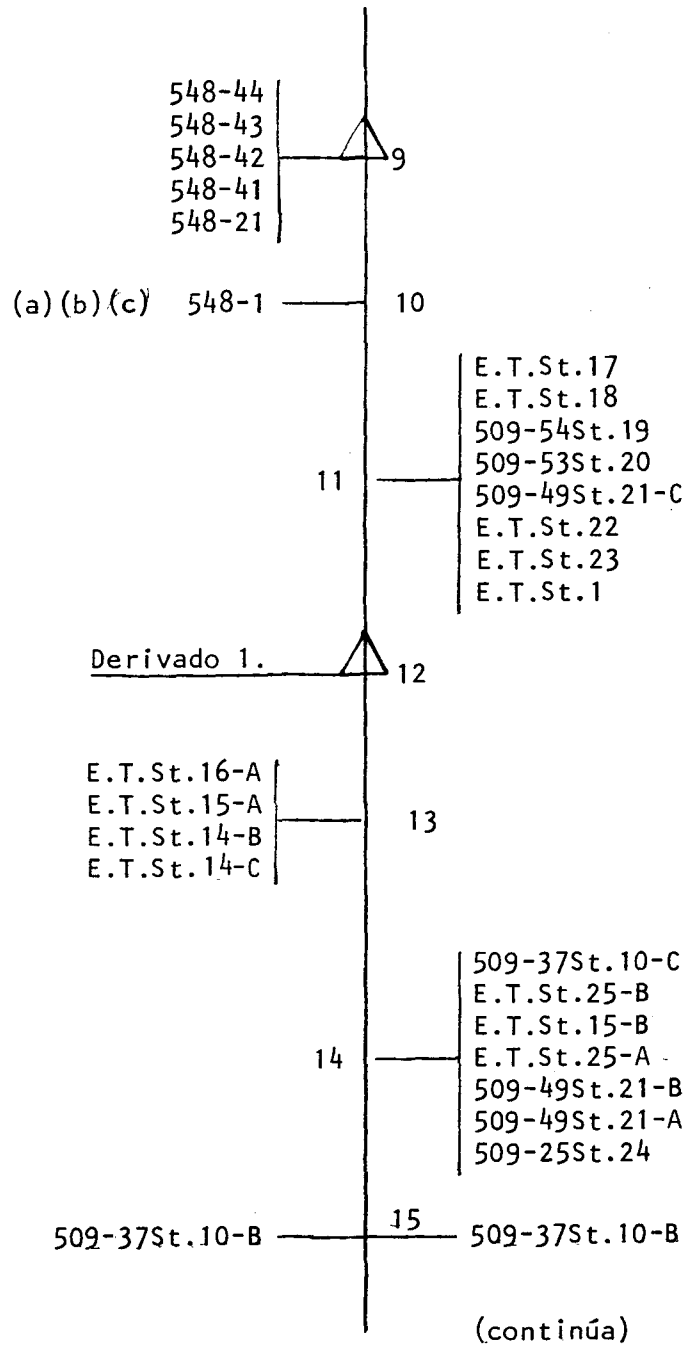 548-44
548-43
548-42
548-41
548-21
9
(a)(b)(c) 548-1
10
E.T.St.17
E.T.St.18
509-54St.19
509-53St.20
509-49St.21-C
E.T.St.22
E.T.St.23
E.T.St.1
11
Derivado 1.
12
E.T.St.16-A
E.T.St.15-A
E.T.St.14-B
E.T.St.14-C
13
509-37St.10-C
E.T.St.25-B
E.T.St.15-B
E.T.St.25-A
509-49St.21-B
509-49St.21-A
509-25St.24
14
509-37St.10-B
15
509-37St.10-B
(continúa)